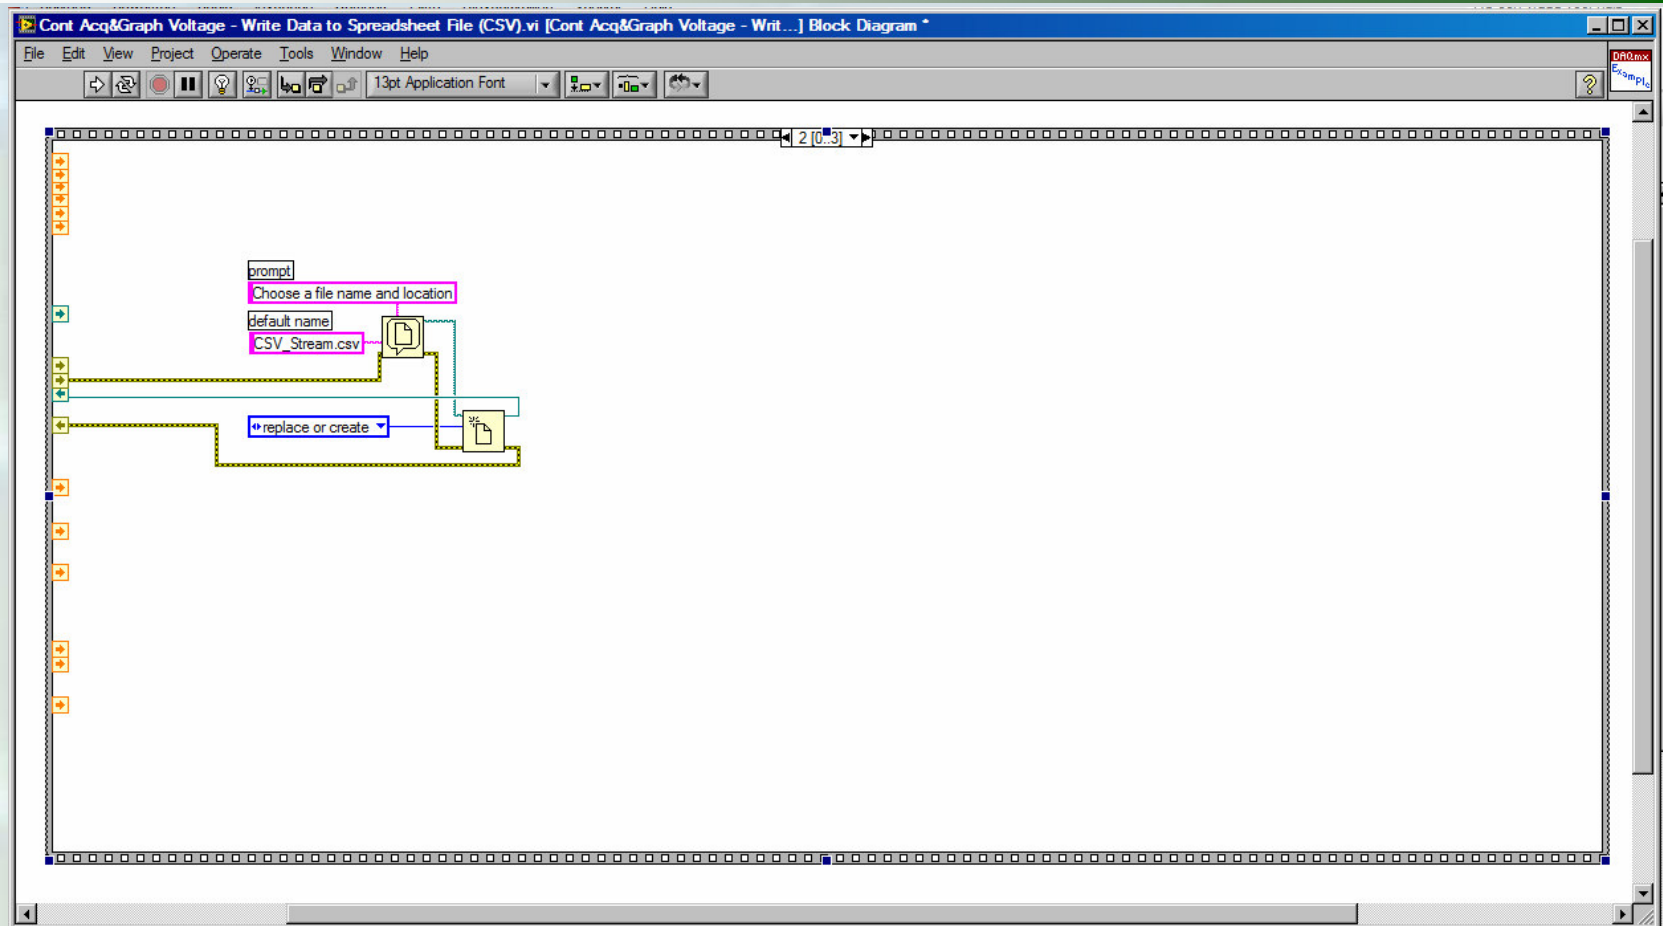 Cont Acq&Graph Voltage - Write Data to Spreadsheet File (CSV).vi [Cont Acq&Graph Voltage - Writ...] Block Diagram *
File Edit View Project Operate Tools Window Help
13pt Application Font
DAQmx
Example
2 [0..3]
prompt
Choose a file name and location
default name
CSV_Stream.csv
replace or create